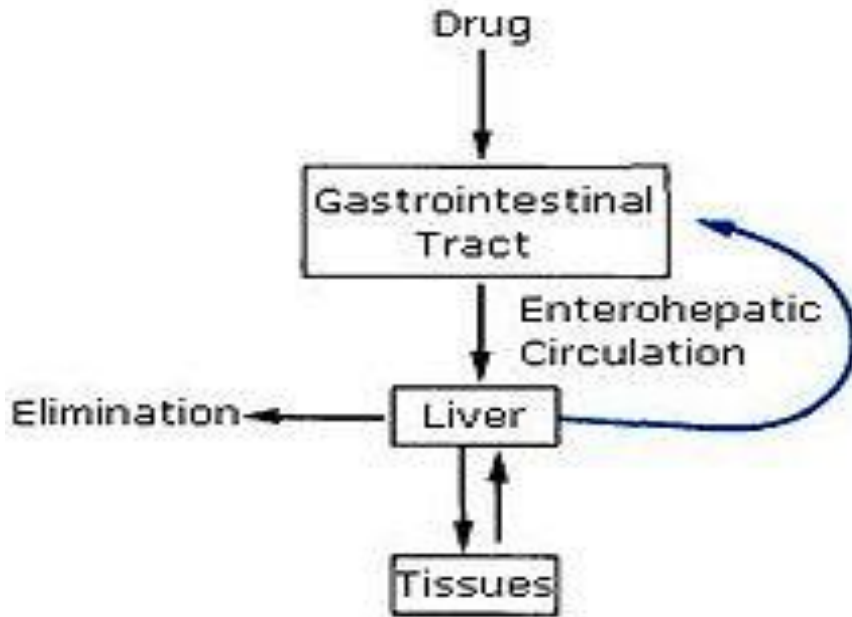 Drug
Gastrointestinal
Tract
Enterohepatic
Circulation
Elimination
Liver
Tissues